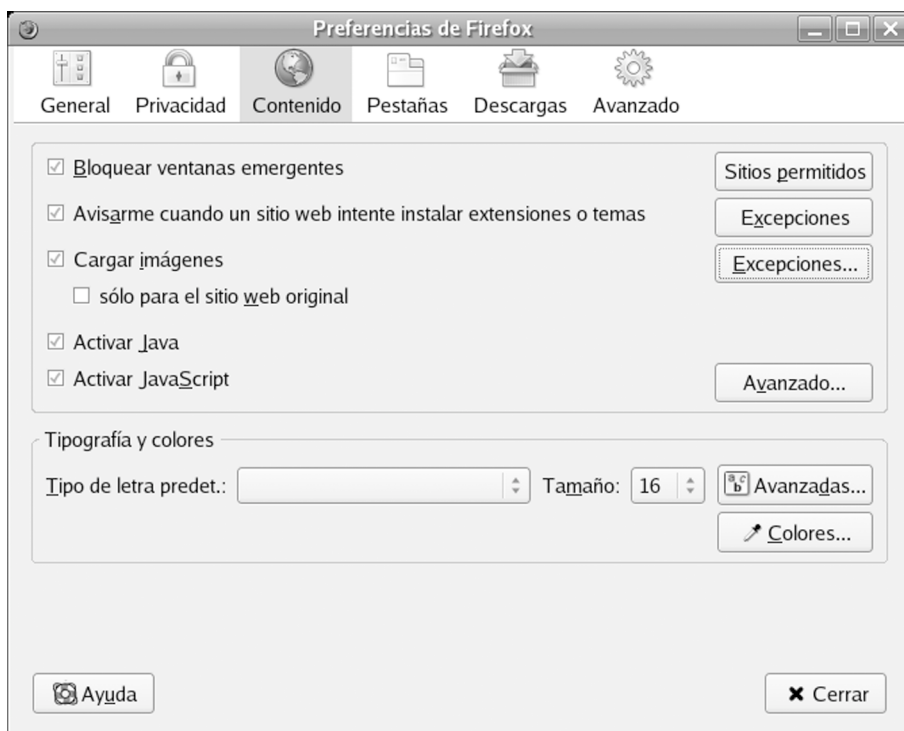 Preferencias de Firefox
General Privacidad Contenido Pestañas Descargas Avanzado
Bloquear ventanas emergentes Sitios permitidos
Avisarme cuando un sitio web intente instalar extensiones o temas Excepciones
Cargar imágenes Excepciones...
sólo para el sitio web original
Activar Java
Activar JavaScript Avanzado...
Tipografía y colores
Tipo de letra predet.: Tamaño: 16 Avanzadas...
Colores...
Ayuda Cerrar